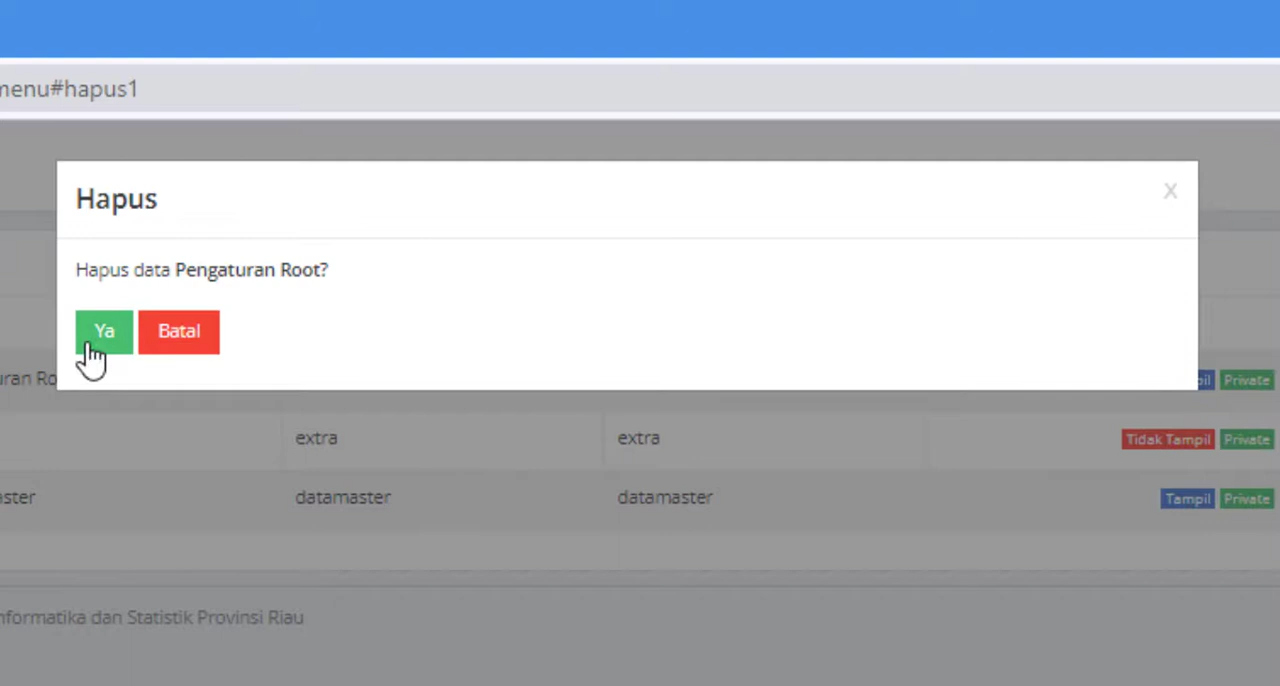 menu#hapus1
Hapus
X
Hapus data Pengaturan Root?
Ya Batal
Private
extra extra Tidak Tampil Private
datamaster datamaster Tampil Private
dan Statistik Provinsi Riau